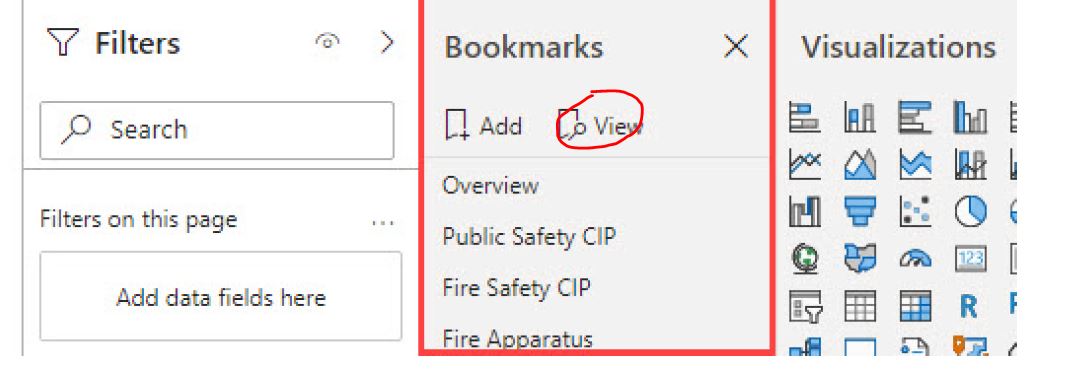 Filters
Search
Filters on this page
...
Add data fields here
Bookmarks
Add
View
Overview
Public Safety CIP
Fire Safety CIP
Fire Apparatus
Visualizations
123
R